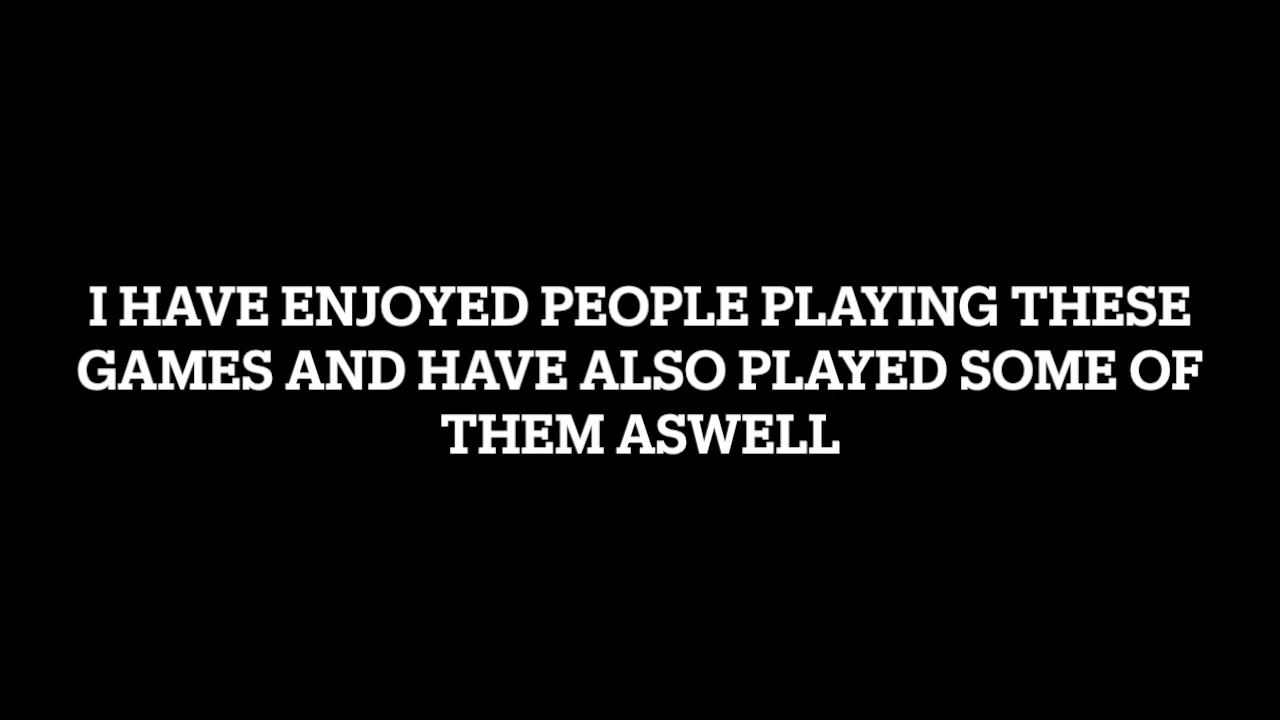 I HAVE ENJOYED PEOPLE PLAYING THESE
GAMES AND HAVE ALSO PLAYED SOME OF
THEM ASWELL